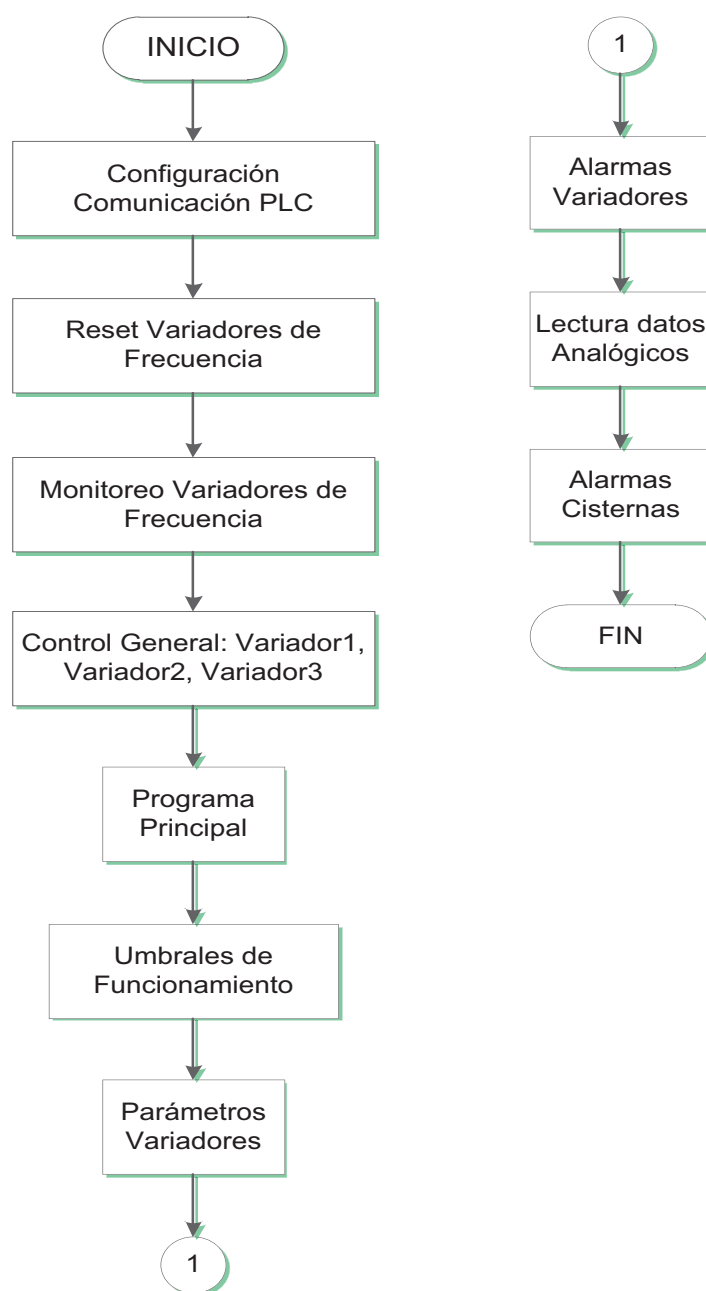 INICIO
Configuración
Comunicación PLC
Reset Variadores de
Frecuencia
Monitoreo Variadores de
Frecuencia
Control General: Variador1,
Variador2, Variador3
Programa
Principal
Umbrales de
Funcionamiento
Parámetros
Variadores
1
1
Alarmas
Variadores
Lectura datos
Analógicos
Alarmas
Cisternas
FIN